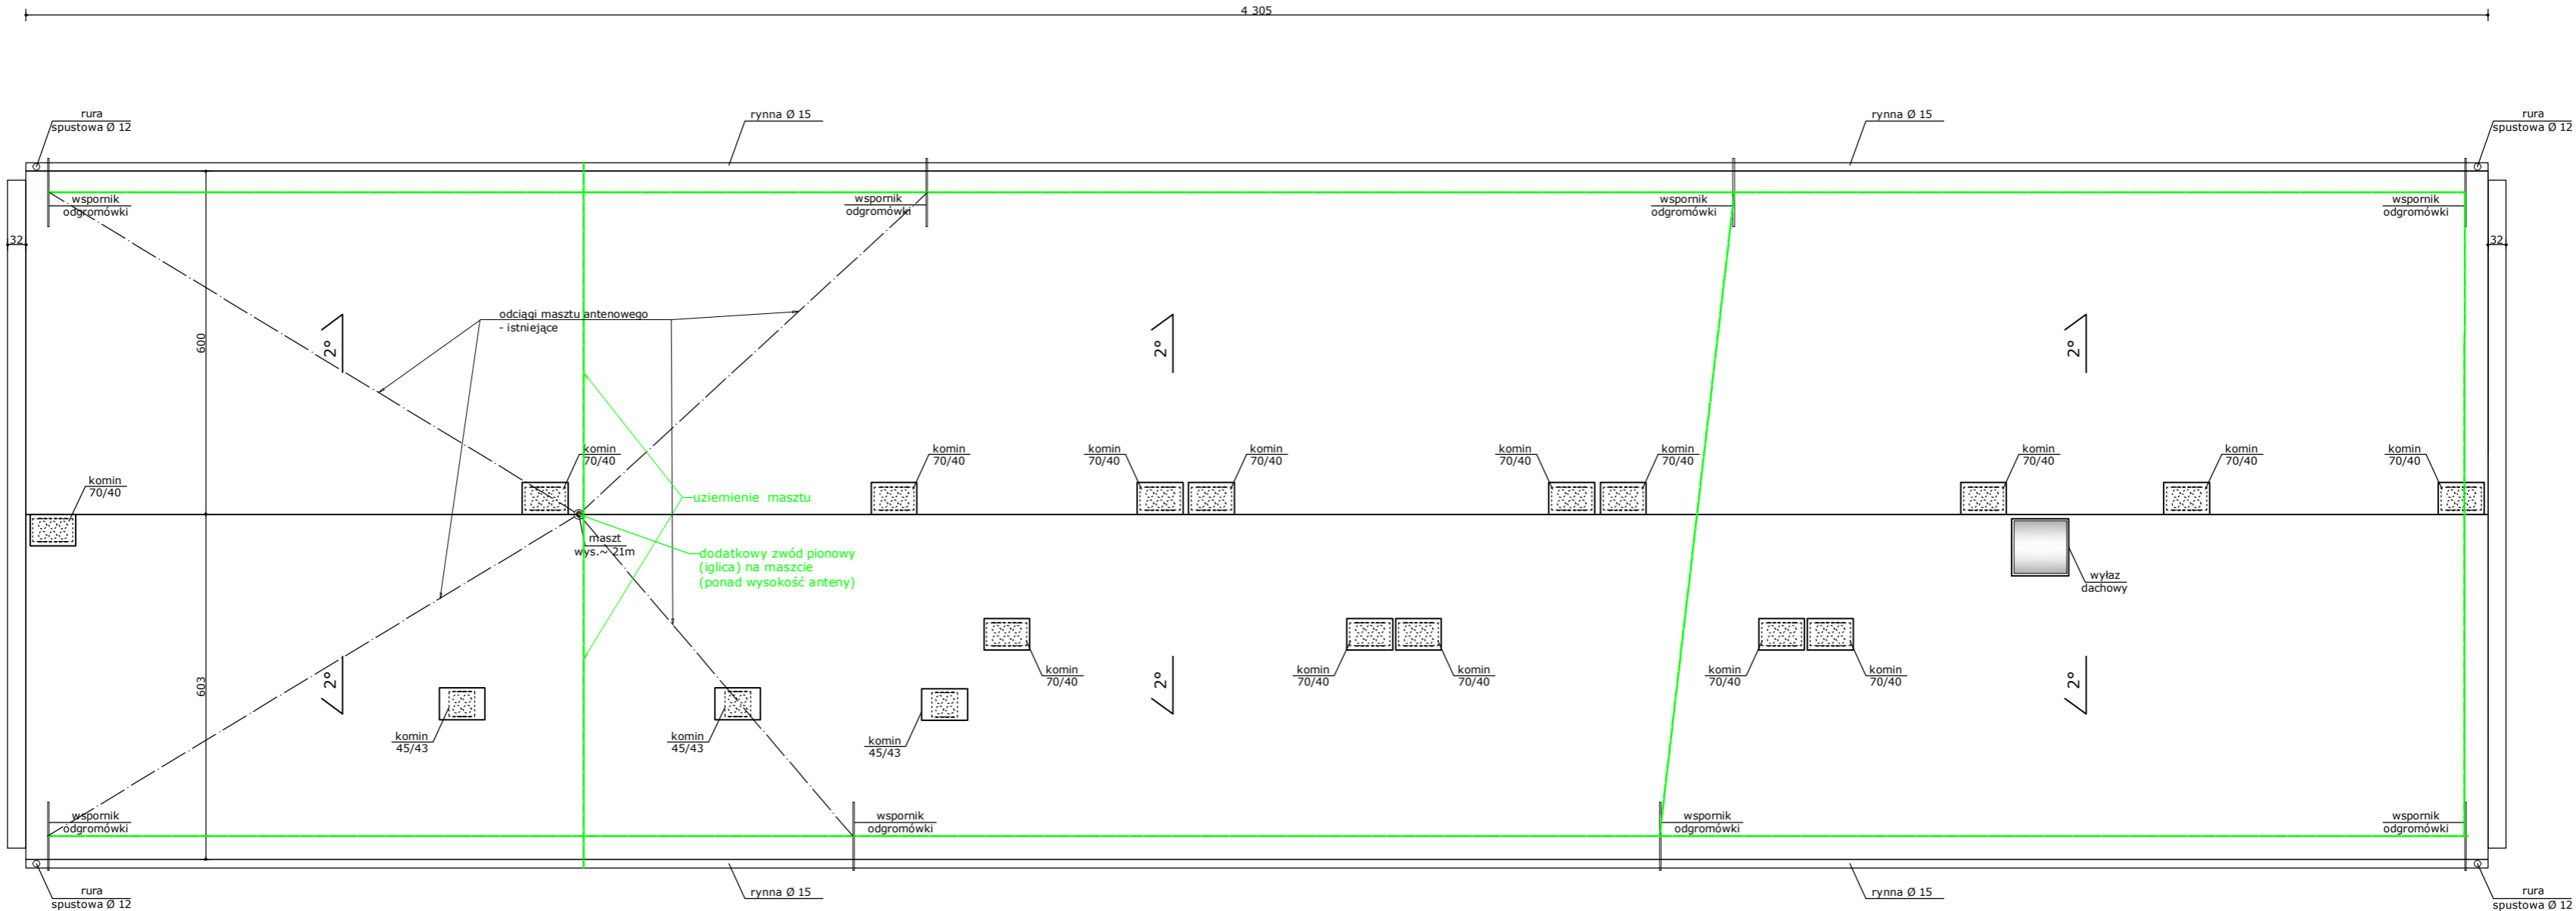 4 305
rura
spustowa Ø 12
rynna Ø 15
rynna Ø 15
rura
spustowa Ø 12
wspornik
odgromówki
wspornik
odgromówki
wspornik
odgromówki
wspornik
odgromówki
32
32
600
odciągi masztu antenowego
- istniejące
2°
2°
2°
komin
70/40
komin
70/40
komin
70/40
komin
70/40
komin
70/40
komin
70/40
komin
70/40
komin
70/40
komin
70/40
komin
70/40
komin
70/40
uziemienie masztu
maszt
wys.~ 21m
dodatkowy zwód pionowy
(iglica) na maszcie
(ponad wysokość anteny)
wyłaz
dachowy
603
2°
2°
2°
komin
70/40
komin
70/40
komin
70/40
komin
70/40
komin
70/40
komin
45/43
komin
45/43
komin
45/43
wspornik
odgromówki
wspornik
odgromówki
wspornik
odgromówki
wspornik
odgromówki
rura
spustowa Ø 12
rynna Ø 15
rynna Ø 15
rura
spustowa Ø 12